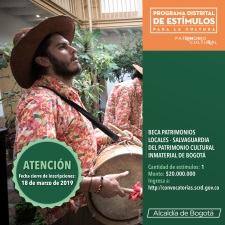 PROGRAMA DISTRITAL
DE ESTÍMULOS
PARA LA CULTURA
BECA PATRIMONIOS
LOCALES - SALVAGUARDIA
DEL PATRIMONIO CULTURAL
INMATERIAL DE BOGOTÁ
Cantidad de estímulos: 1
Monto: $20.000.000
Ingresa a:
http://convocatorias.scrd.gov.co
ATENCIÓN
Fecha cierre de inscripciones:
18 de marzo de 2019
Alcaldía de Bogotá